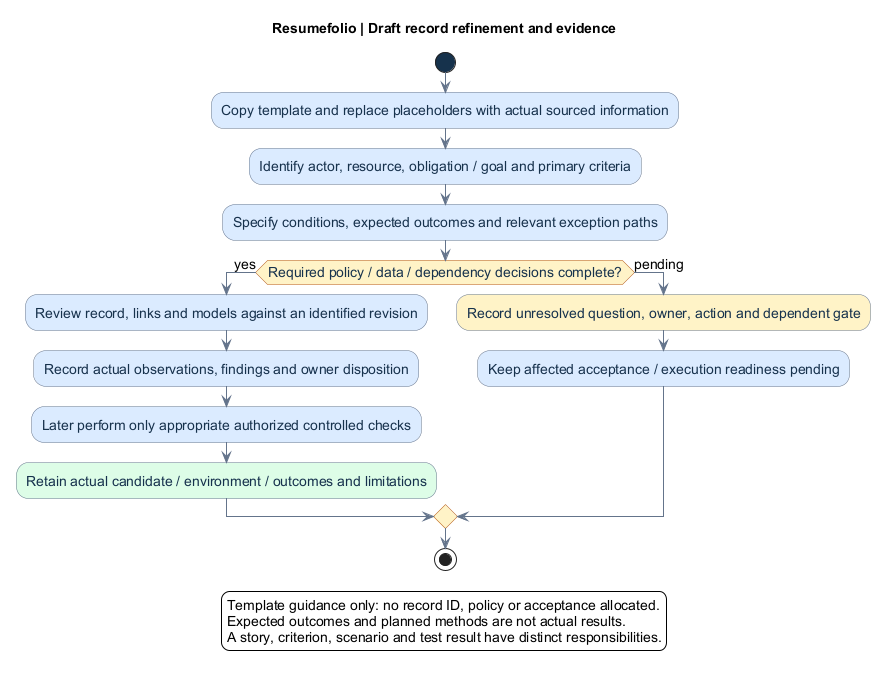 Resumefolio | Draft record refinement and evidence
Copy template and replace placeholders with actual sourced information
Identify actor, resource, obligation / goal and primary criteria
Specify conditions, expected outcomes and relevant exception paths
yes
Required policy / data / dependency decisions complete?
pending
Review record, links and models against an identified revision
Record actual observations, findings and owner disposition
Later perform only appropriate authorized controlled checks
Retain actual candidate / environment / outcomes and limitations
Record unresolved question, owner, action and dependent gate
Keep affected acceptance / execution readiness pending
Template guidance only: no record ID, policy or acceptance allocated.
Expected outcomes and planned methods are not actual results.
A story, criterion, scenario and test result have distinct responsibilities.